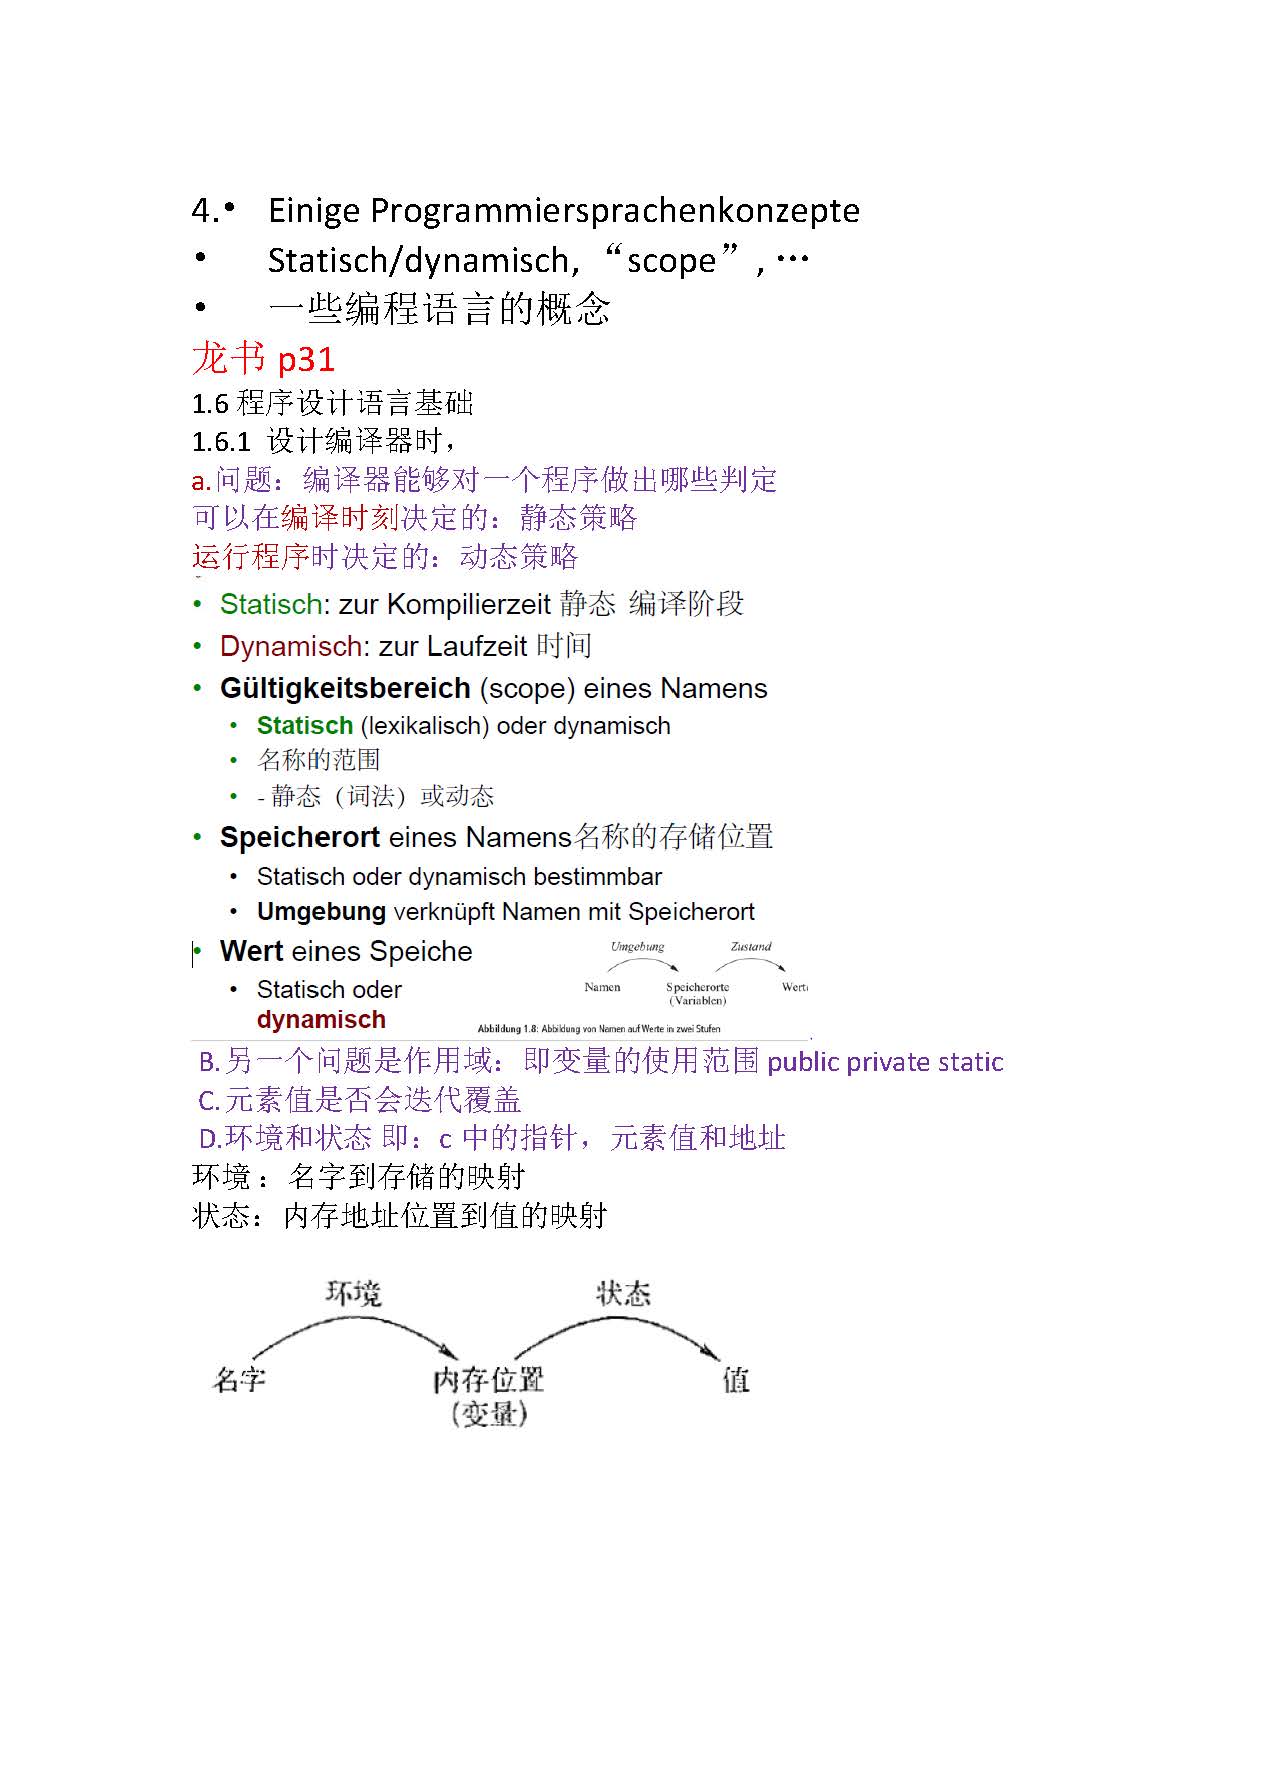 4.• Einige Programmiersprachenkonzepte
• Statisch/dynamisch, “scope”, …
• 一些编程语言的概念
龙书 p31
1.6 程序设计语言基础
1.6.1 设计编译器时，
a.问题：编译器能够对一个程序做出哪些判定
可以在编译时刻决定的：静态策略
运行程序时决定的：动态策略
• Statisch: zur Kompilierzeit 静态 编译阶段
• Dynamisch: zur Laufzeit 时间
• Gültigkeitsbereich (scope) eines Namens
• Statisch (lexikalisch) oder dynamisch
• 名称的范围
• - 静态（词法）或动态
• Speicherort eines Namens名称的存储位置
• Statisch oder dynamisch bestimmbar
• Umgebung verknüpft Namen mit Speicherort
• Wert eines Speiche
• Statisch oder
dynamisch
Umgebung Zustand
Namen Speicherorte Wert
(Variablen)
Abbildung 1.8: Abbildung von Namen auf Werte in zwei Stufen
B. 另一个问题是作用域：即变量的使用范围 public private static
C. 元素值是否会迭代覆盖
D.环境和状态 即：c 中的指针，元素值和地址
环境：名字到存储的映射
状态：内存地址位置到值的映射
环境 状态
名字 内存位置 值
(变量)